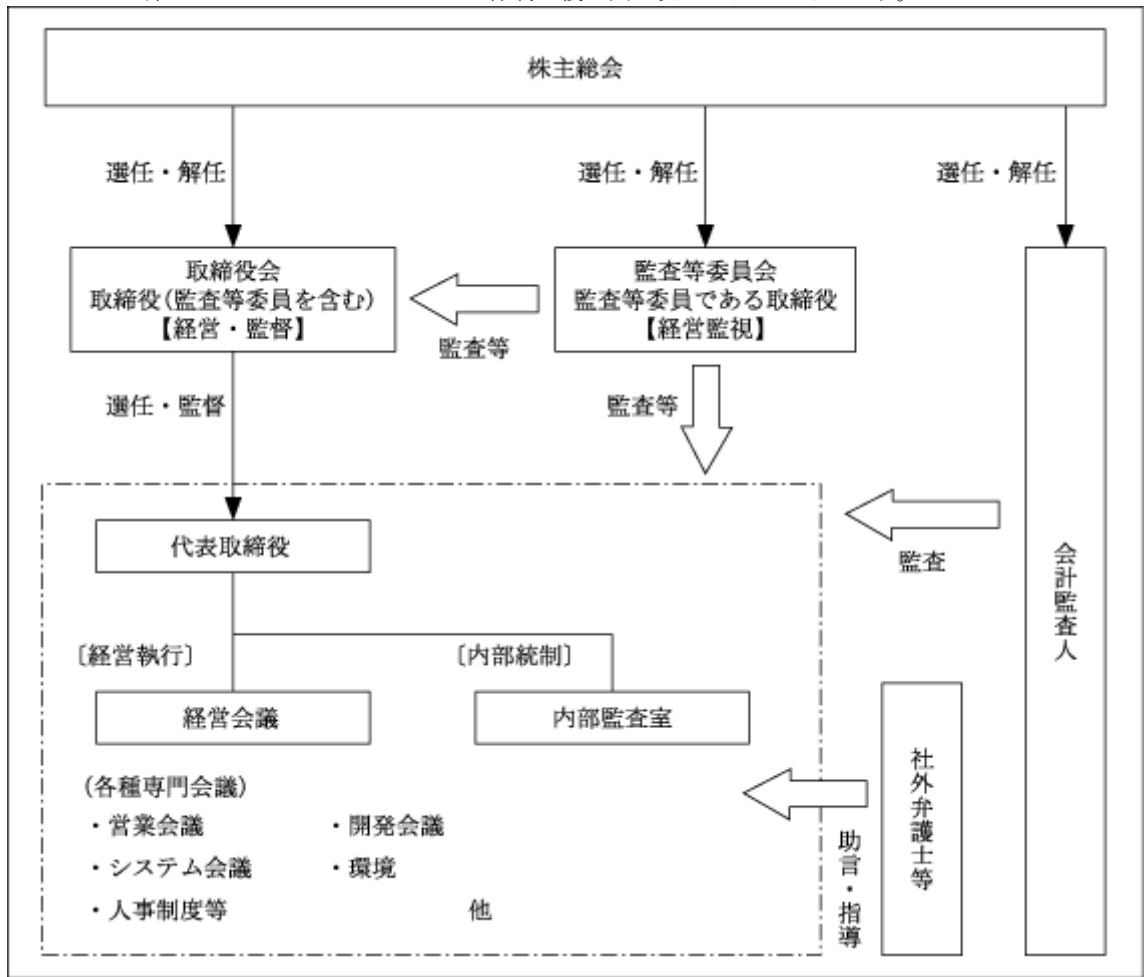 株主総会
選任・解任
選任・解任
選任・解任
取締役会
取締役(監査等委員を含む)
【経営・監督】
監査等委員会
監査等委員である取締役
【経営監視】
監査等
選任・監督
監査等
代表取締役
監査
会計監査人
〔経営執行〕
〔内部統制〕
経営会議
内部監査室
社外弁護士等
(各種専門会議)
・営業会議
・開発会議
・システム会議
・環境
・人事制度等
他
助言・指導